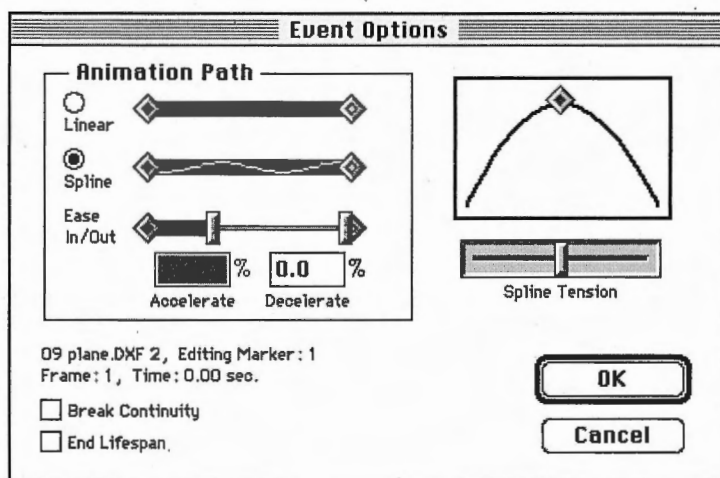 Event Options
Animation Path
Linear
Spline
Ease
In/Out
%
0.0 %
Accelerate Decelerate
Spline Tension
09 plane.DXF 2, Editing Marker: 1
Frame: 1, Time: 0.00 sec.
Break Continuity
End Lifespan
OK
Cancel